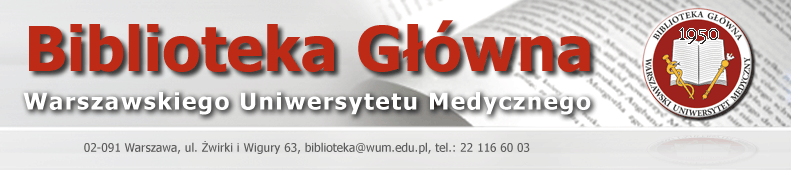 Biblioteka Główna
Warszawskiego Uniwersytetu Medycznego
02-091 Warszawa, ul. Żwirki i Wigury 63, biblioteka@wum.edu.pl, tel.: 22 116 60 03
BIBLIOTEKA GŁÓWNA
1950
WARSZAWSKI UNIWERSYTET MEDYCZNY